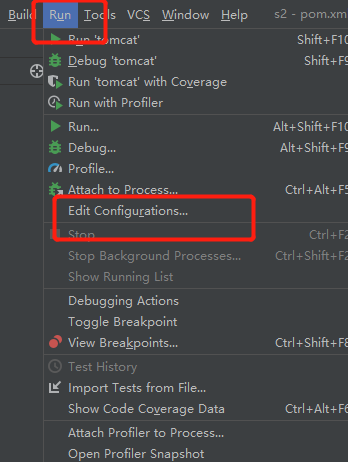 Build Run Tools VCS Window Help s2 - pom.xm
Run 'tomcat' Shift+F10
Debug 'tomcat' Shift+F9
Run 'tomcat' with Coverage
Run with Profiler
Run... Alt+Shift+F10
Debug... Alt+Shift+F9
Profile...
Attach to Process... Ctrl+Alt+F5
Edit Configurations...
Stop Ctrl+F2
Stop Background Processes... Ctrl+Shift+F2
Show Running List
Debugging Actions
Toggle Breakpoint
View Breakpoints... Ctrl+Shift+F8
Test History
Import Tests from File...
Show Code Coverage Data Ctrl+Alt+F6
Attach Profiler to Process...
Open Profiler Snapshot